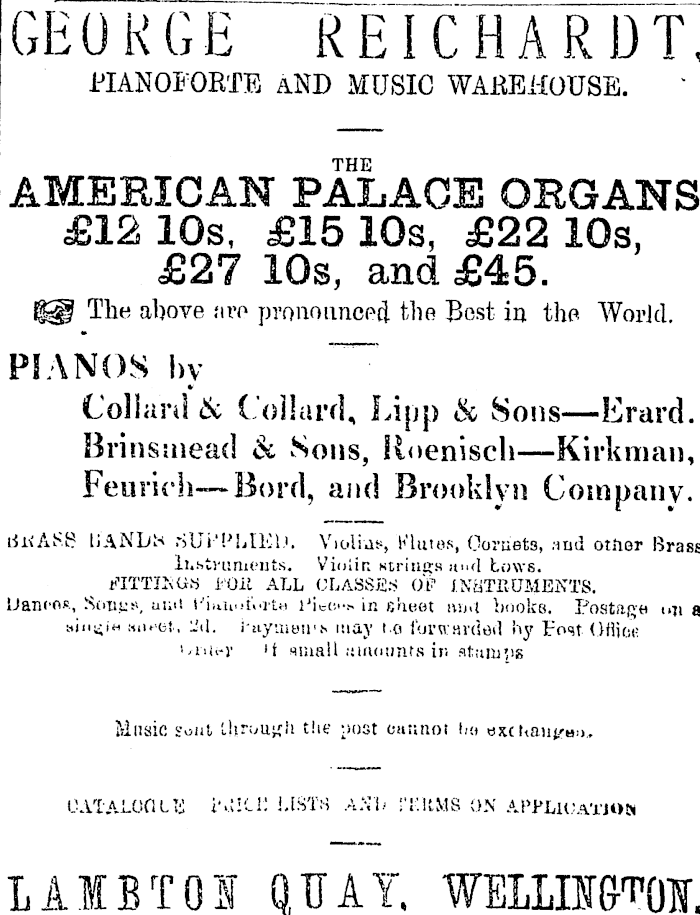 GEORGE REICHARDT,
PIANOFORTE AND MUSIC WAREHOUSE.
THE
AMERICAN PALACE ORGANS
£12 10s, £15 10s, £22 10s,
£27 10s, and £45.
The above are pronounced the Best in the World.
PIANOS by
Collard & Collard, Lipp & Sons—Erard.
Brinsmead & Sons, Roenisch—Kirkman,
Feurich—Bord, and Brooklyn Company.
BRASS BANDS SUPPLIED. Violins, Flutes, Cornets, and other Brass
Instruments. Violin strings and bows.
FITTINGS FOR ALL CLASSES OF INSTRUMENTS.
Dances, Songs, and Pianoforte Pieces in sheet and books. Postage on a
single sheet, 2d. Payments may be forwarded by Post Office
Order If small amounts in stamps
Music sent through the post cannot be exchanged.
CATALOGUE PRICE LISTS AND TERMS ON APPLICATION
LAMBTON QUAY, WELLINGTON.